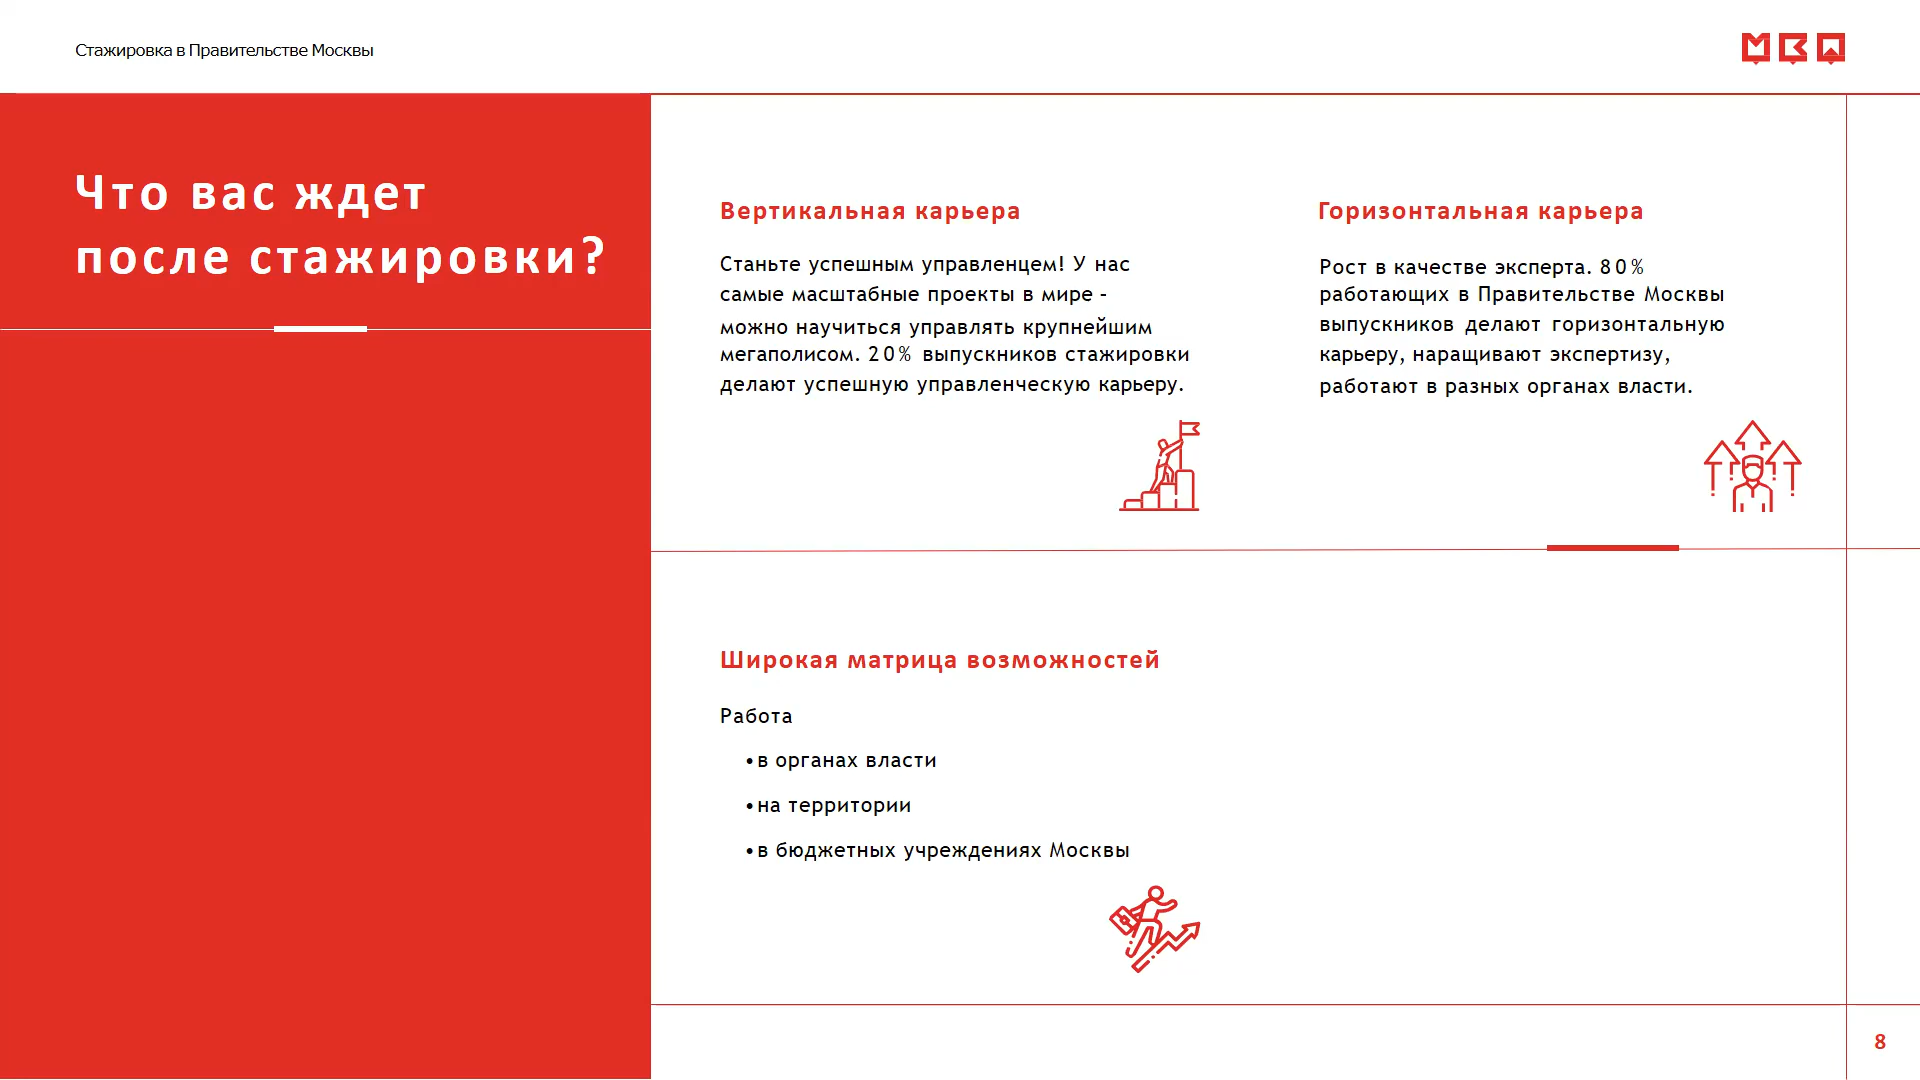 Стажировка в Правительстве Москвы
Что вас ждет
после стажировки?
Вертикальная карьера
Станьте успешным управленцем! У нас
самые масштабные проекты в мире -
можно научиться управлять крупнейшим
мегаполисом. 20% выпускников стажировки
делают успешную управленческую карьеру.
Горизонтальная карьера
Рост в качестве эксперта. 80%
работающих в Правительстве Москвы
выпускников делают горизонтальную
карьеру, наращивают экспертизу,
работают в разных органах власти.
Широкая матрица возможностей
Работа
•в органах власти
•на территории
•в бюджетных учреждениях Москвы
8